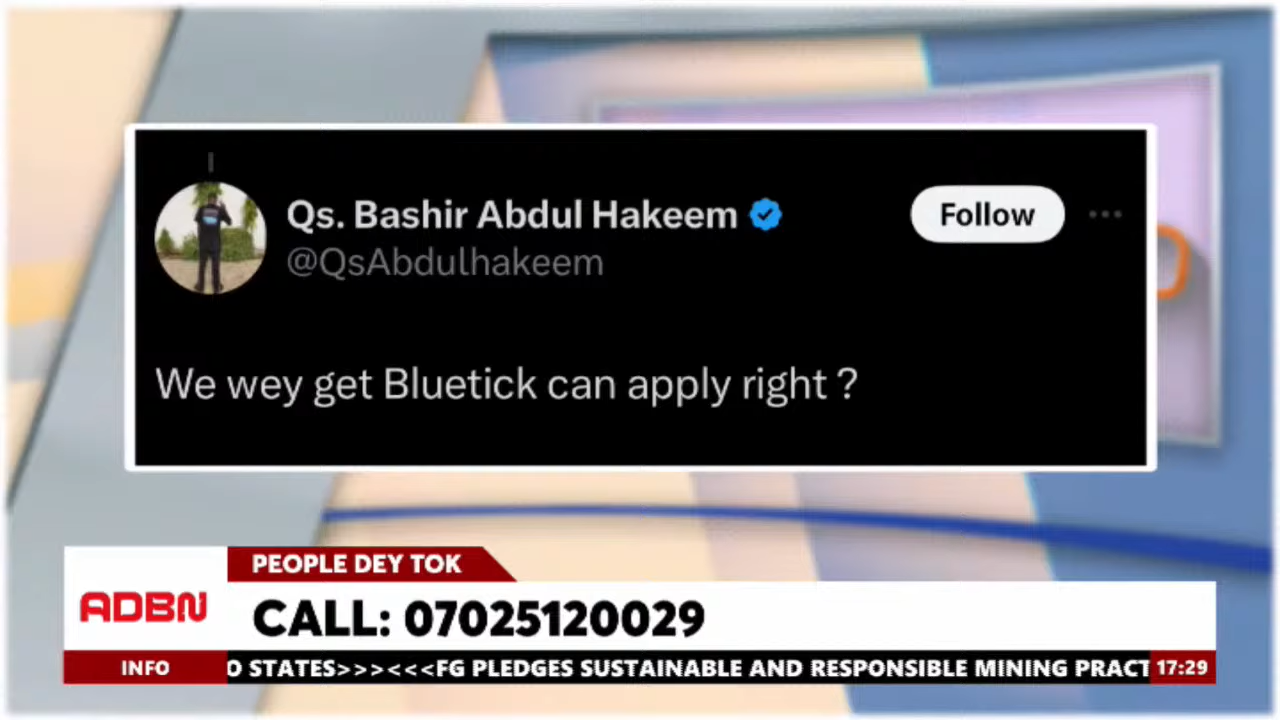 Qs. Bashir Abdul Hakeem
Follow
@QsAbdulhakeem
We wey get Bluetick can apply right ?
PEOPLE DEY TOK
ADBN
CALL: 07025120029
INFO
O STATES>>><<<FG PLEDGES SUSTAINABLE AND RESPONSIBLE MINING PRACT
17:29